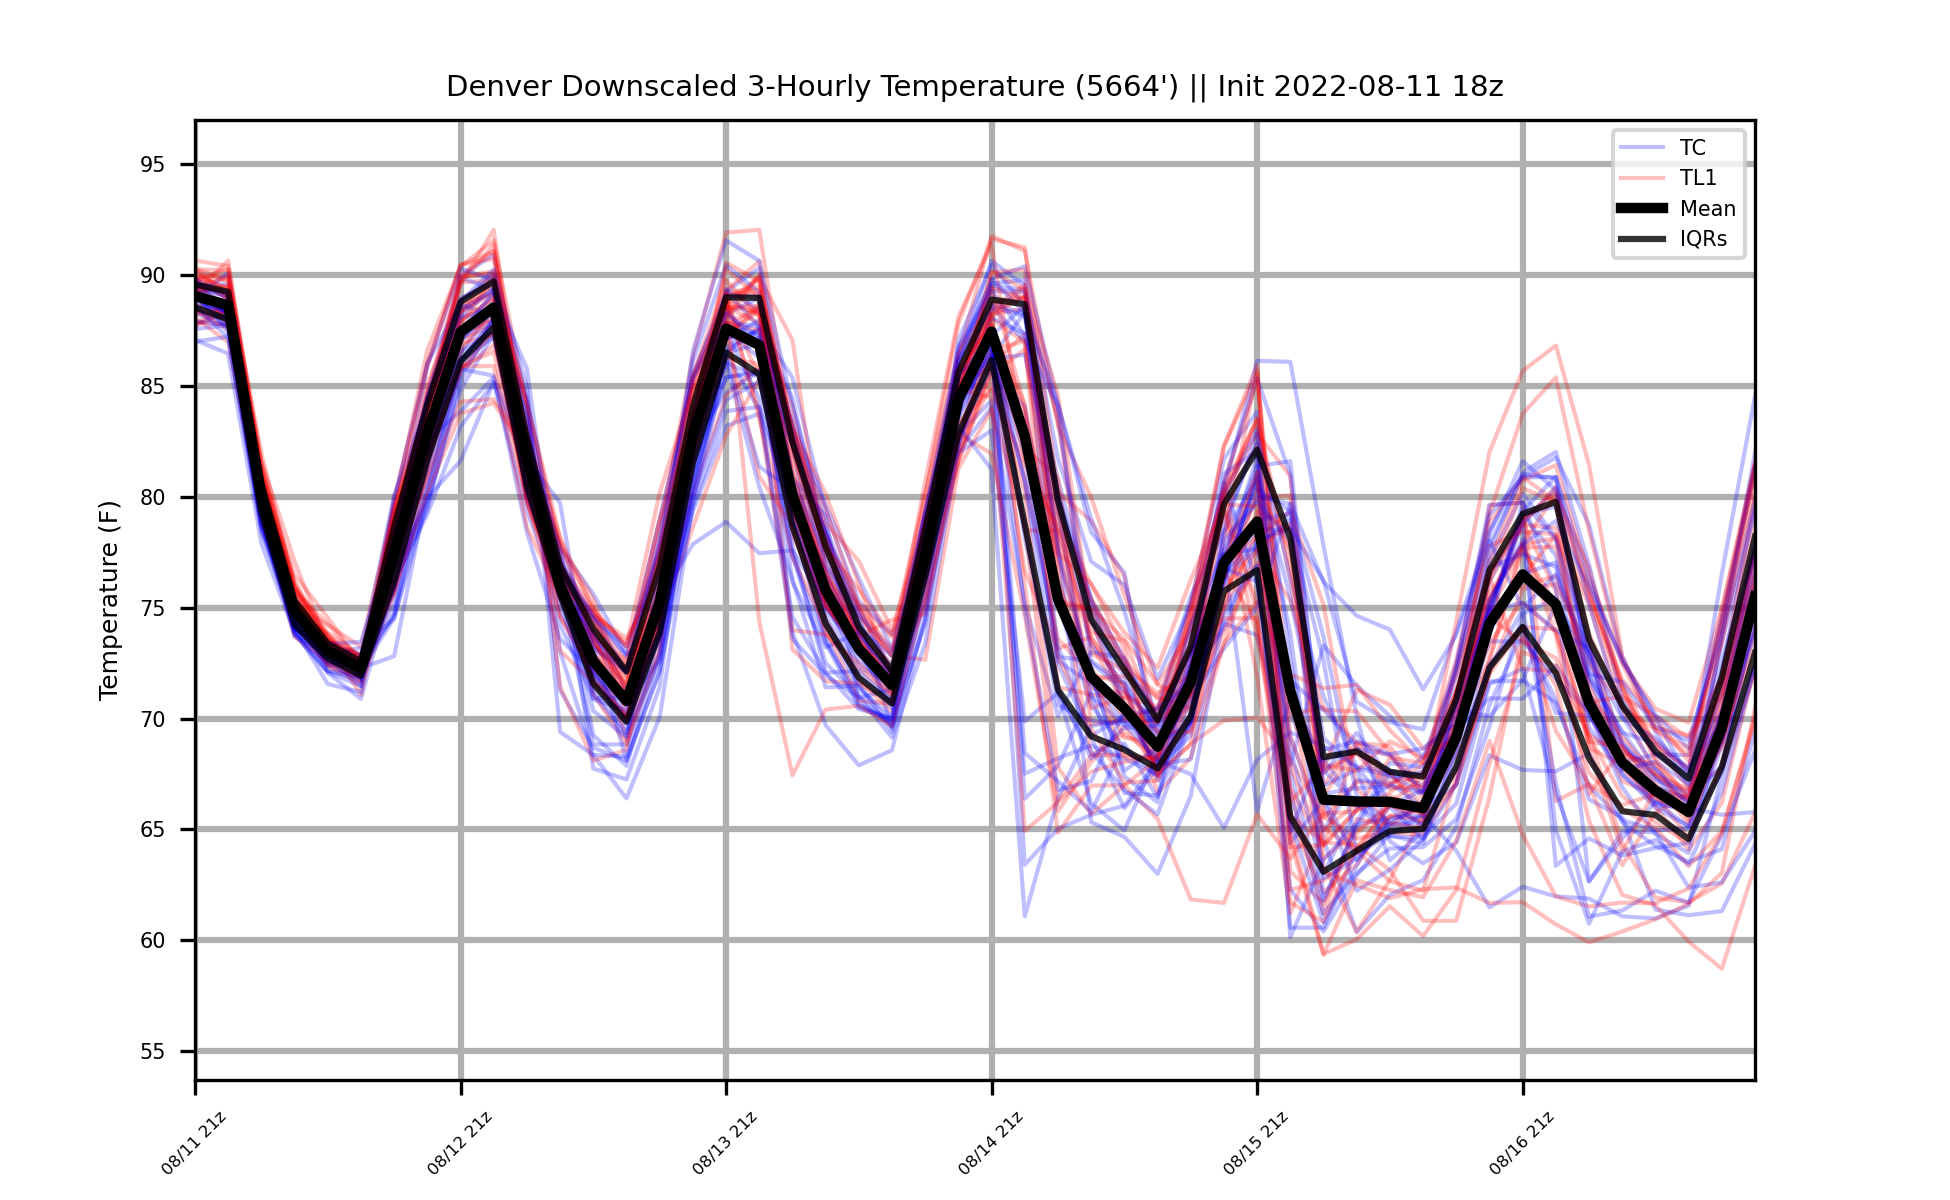 Denver Downscaled 3-Hourly Temperature (5664') || Init 2022-08-11 18z
TC
TL1
Mean
IQRs
Temperature (F)
95
90
85
80
75
70
65
60
55
08/11 21z
08/12 21z
08/13 21z
08/14 21z
08/15 21z
08/16 21z